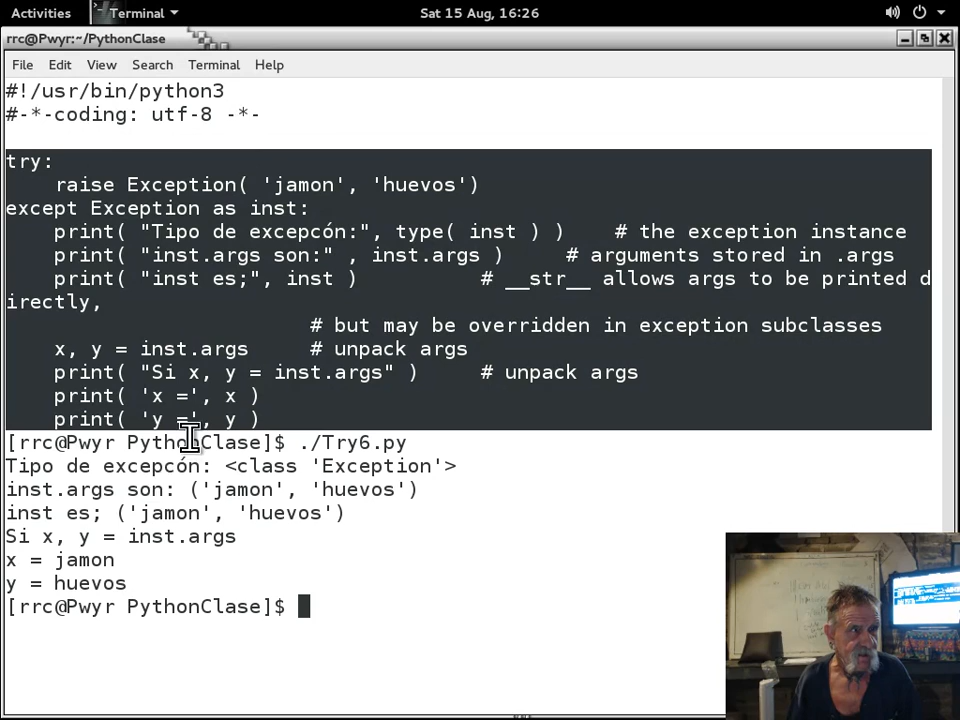 Activities Terminal Sat 15 Aug, 16:26
rrc@Pwyr:~/PythonClase
File Edit View Search Terminal Help
#!/usr/bin/python3
#-*-coding: utf-8 -*-
try:
    raise Exception( 'jamon', 'huevos')
except Exception as inst:
    print( "Tipo de excepcón:", type( inst ) )    # the exception instance
    print( "inst.args son:" , inst.args )     # arguments stored in .args
    print( "inst es;", inst )          # __str__ allows args to be printed d
irectly,
                         # but may be overridden in exception subclasses
    x, y = inst.args     # unpack args
    print( "Si x, y = inst.args" )     # unpack args
    print( 'x =', x )
    print( 'y =', y )
[rrc@Pwyr PythonClase]$ ./Try6.py
Tipo de excepcón: <class 'Exception'>
inst.args son: ('jamon', 'huevos')
inst es; ('jamon', 'huevos')
Si x, y = inst.args
x = jamon
y = huevos
[rrc@Pwyr PythonClase]$